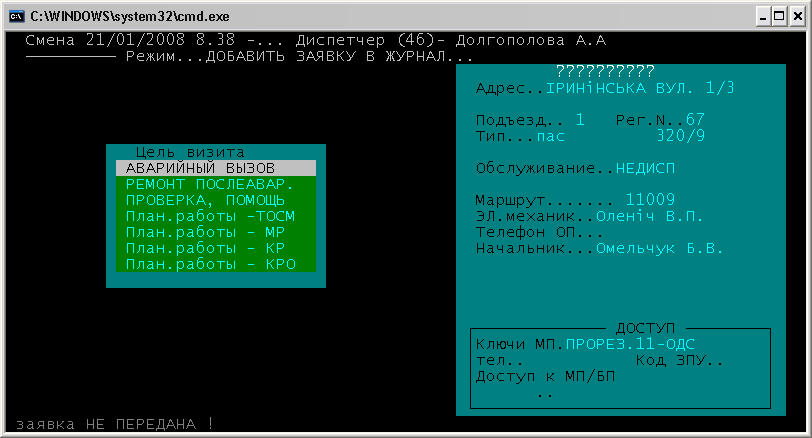 C:\WINDOWS\system32\cmd.exe
Смена 21/01/2008 8.38 -... Диспетчер (46)- Долгополова А.А
Режим...ДОБАВИТЬ ЗАЯВКУ В ЖУРНАЛ...
Цель визита
АВАРИЙНЫЙ ВЫЗОВ
РЕМОНТ ПОСЛЕАВАР.
ПРОВЕРКА, ПОМОЩЬ
План.работы -ТОСМ
План.работы - МР
План.работы - КР
План.работы - КРО
??????????
Адрес..ІРИНіНСЬКА ВУЛ. 1/3
Подъезд.. 1 Рег.N..67
Тип...пас 320/9
Обслуживание..НЕДИСП
Маршрут....... 11009
ЭЛ.механик..Оленіч В.П.
Телефон ОП...
Начальник...Омельчук Б.В.
ДОСТУП
Ключи МП.ПРОРЕЗ.11-ОДС
тел.. Код ЗПУ..
Доступ к МП/БП
..
заявка НЕ ПЕРЕДАНА !